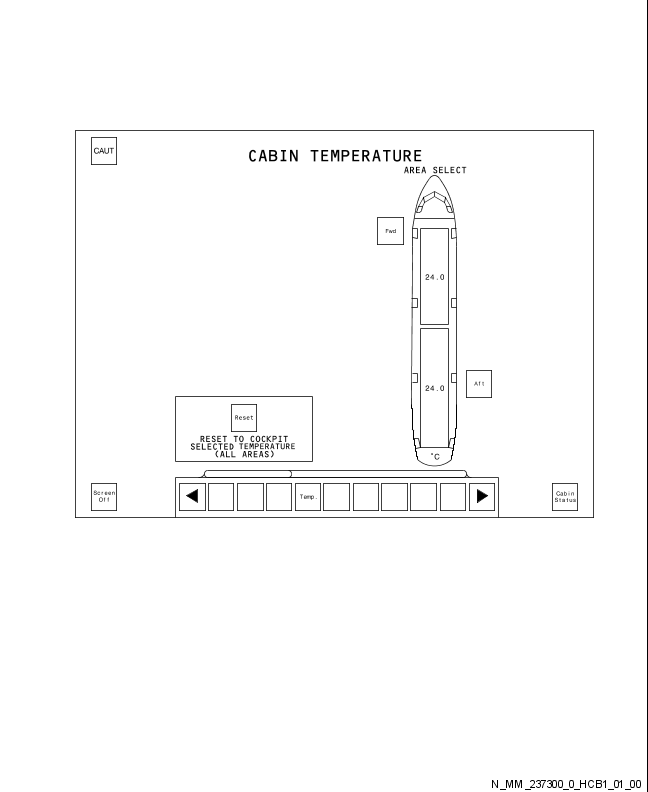 CAUT
CABIN TEMPERATURE
AREA SELECT
Fwd
24.0
24.0
Aft
Reset
RESET TO COCKPIT
SELECTED TEMPERATURE
(ALL AREAS)
°C
Screen
Off
Temp.
Cabin
Status
N_MM_237300_0_HCB1_01_00